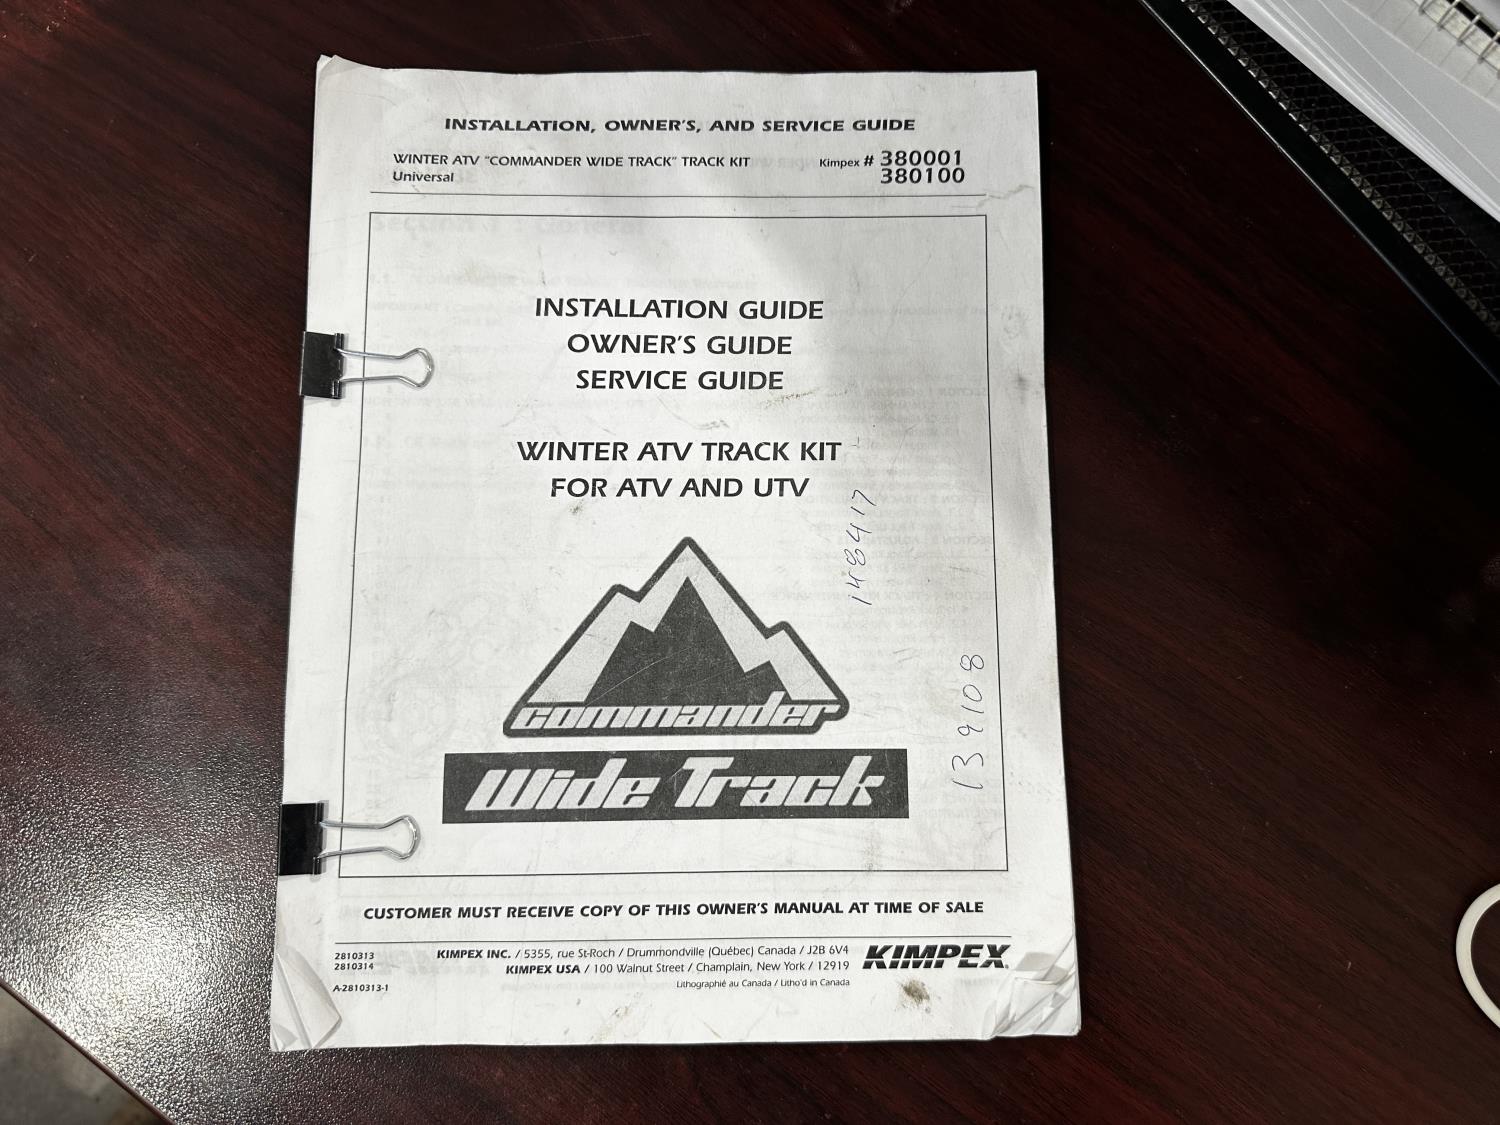 INSTALLATION, OWNER'S, AND SERVICE GUIDE
WINTER ATV "COMMANDER WIDE TRACK" TRACK KIT Kimpex # 380001
Universal 380100
INSTALLATION GUIDE
OWNER'S GUIDE
SERVICE GUIDE
WINTER ATV TRACK KIT
FOR ATV AND UTV
148417
commander
139108
Wide Track
CUSTOMER MUST RECEIVE COPY OF THIS OWNER'S MANUAL AT TIME OF SALE
2810313 KIMPEX INC. / 5355, rue St-Roch / Drummondville (Québec) Canada / J2B 6V4 KIMPEX
2810314 KIMPEX USA / 100 Walnut Street / Champlain, New York / 12919
A-2810313-1 Lithographié au Canada / Litho'd in Canada